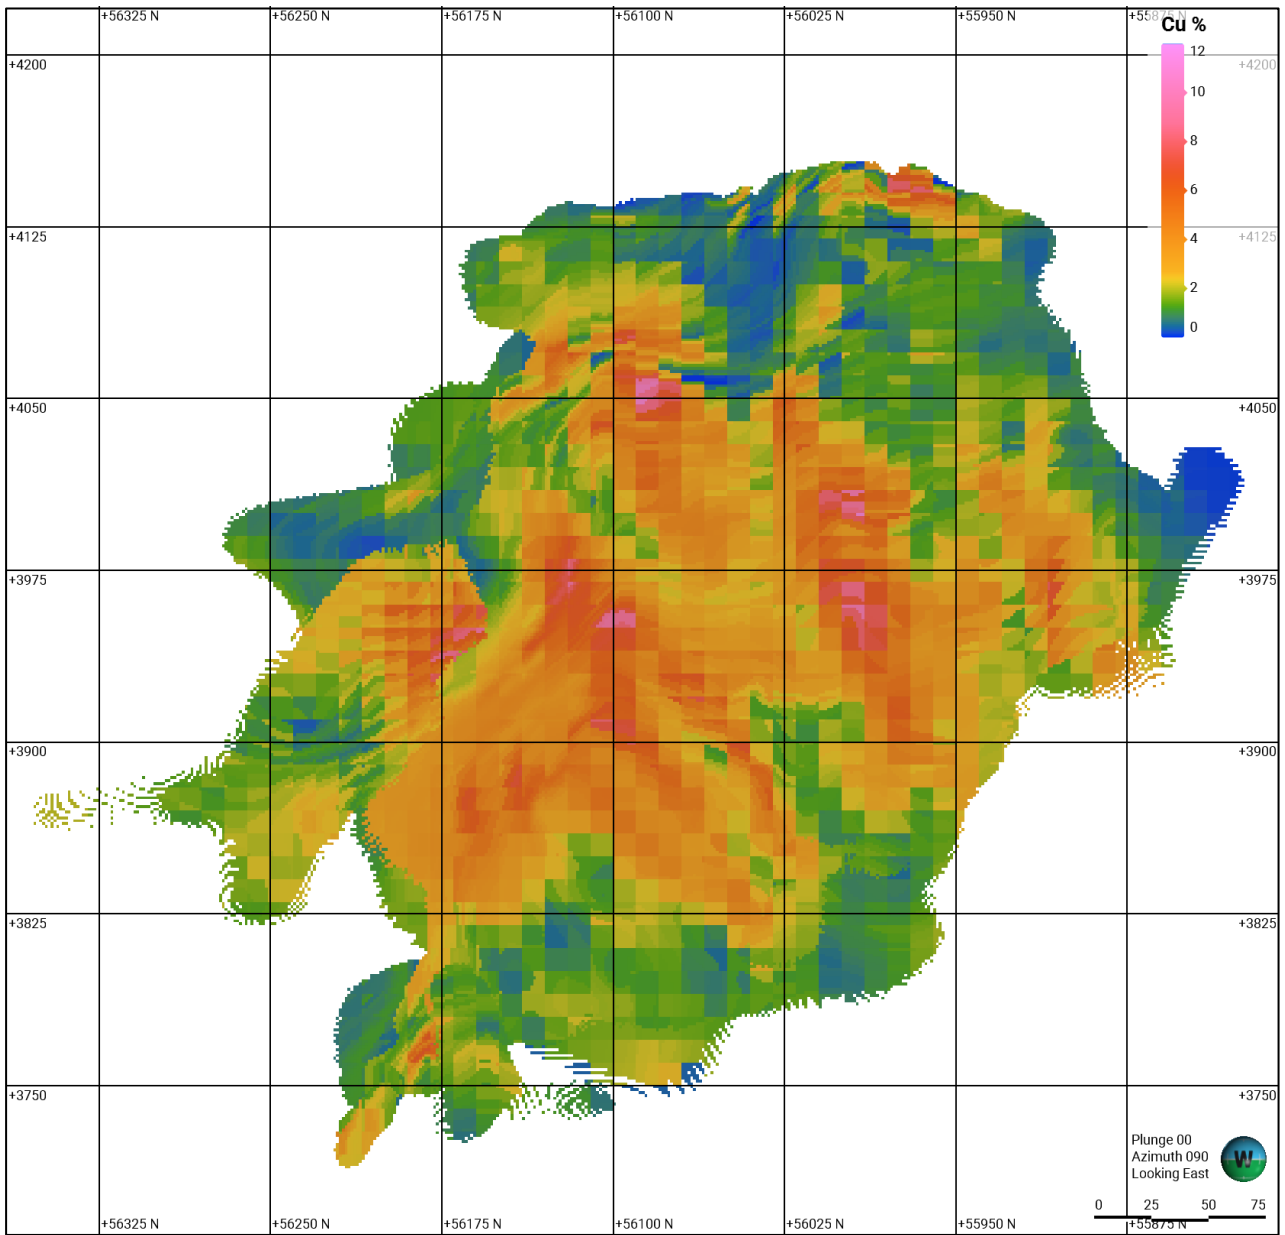 +56325 N +56250 N +56175 N +56100 N +56025 N +55950 N +55875 N
Cu %
12
10
8
6
4
2
0
+4200 +4200
+4125 +4125
+4050 +4050
+3975 +3975
+3900 +3900
+3825 +3825
+3750 +3750
Plunge 00
Azimuth 090
Looking East
W
0 25 50 75
+56325 N +56250 N +56175 N +56100 N +56025 N +55950 N +55875 N